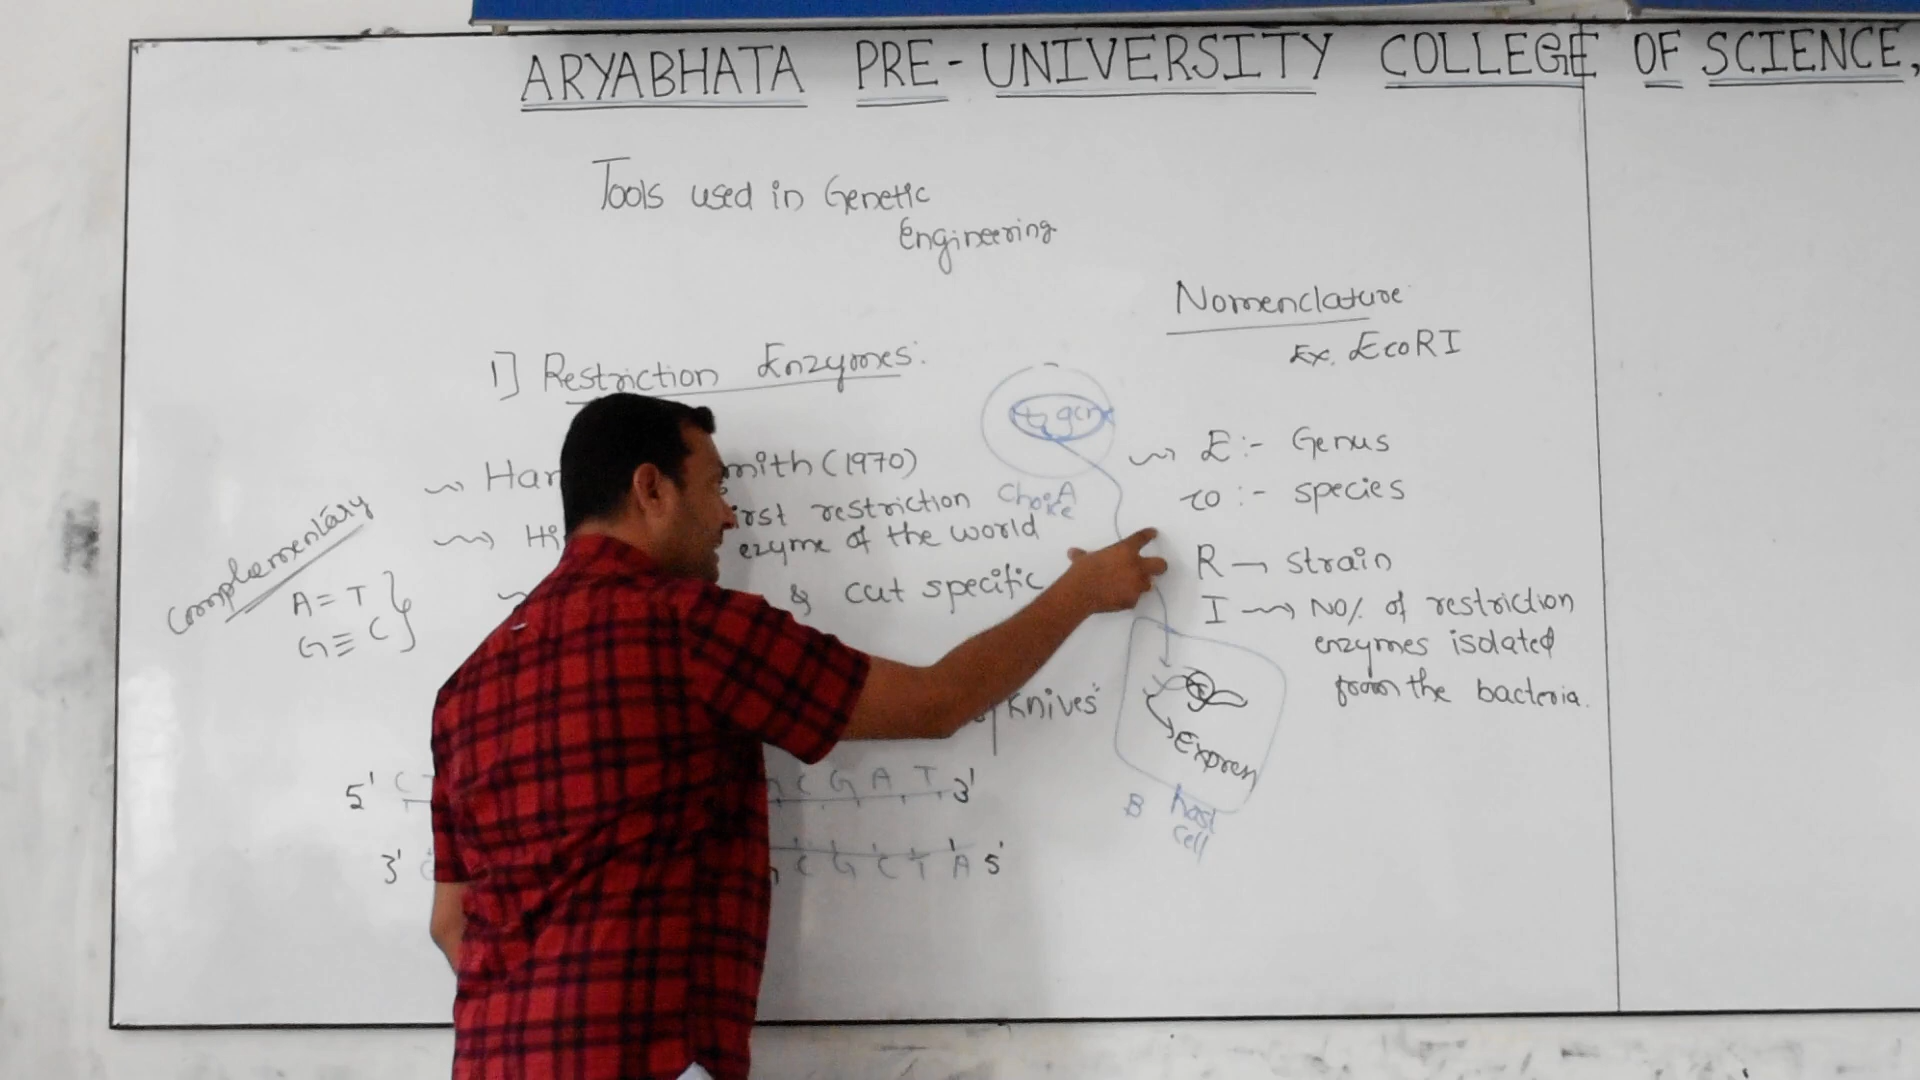 ARYABHATA PRE-UNIVERSITY COLLEGE OF SCIENCE,
Tools used in Genetic
Engineering
1] Restriction Enzymes:
Har mith (1970)
irst restriction
ezyme of the world
& cut specific
Knives"
complementary
A = T
G ≡ C
5' C C G A T 3'
3' C G C T A 5'
gene
A
B host
cell
Nomenclature
Ex. EcoRI
E :- Genus
co :- species
R → strain
I → No/. of restriction
enzymes isolated
from the bacteria.